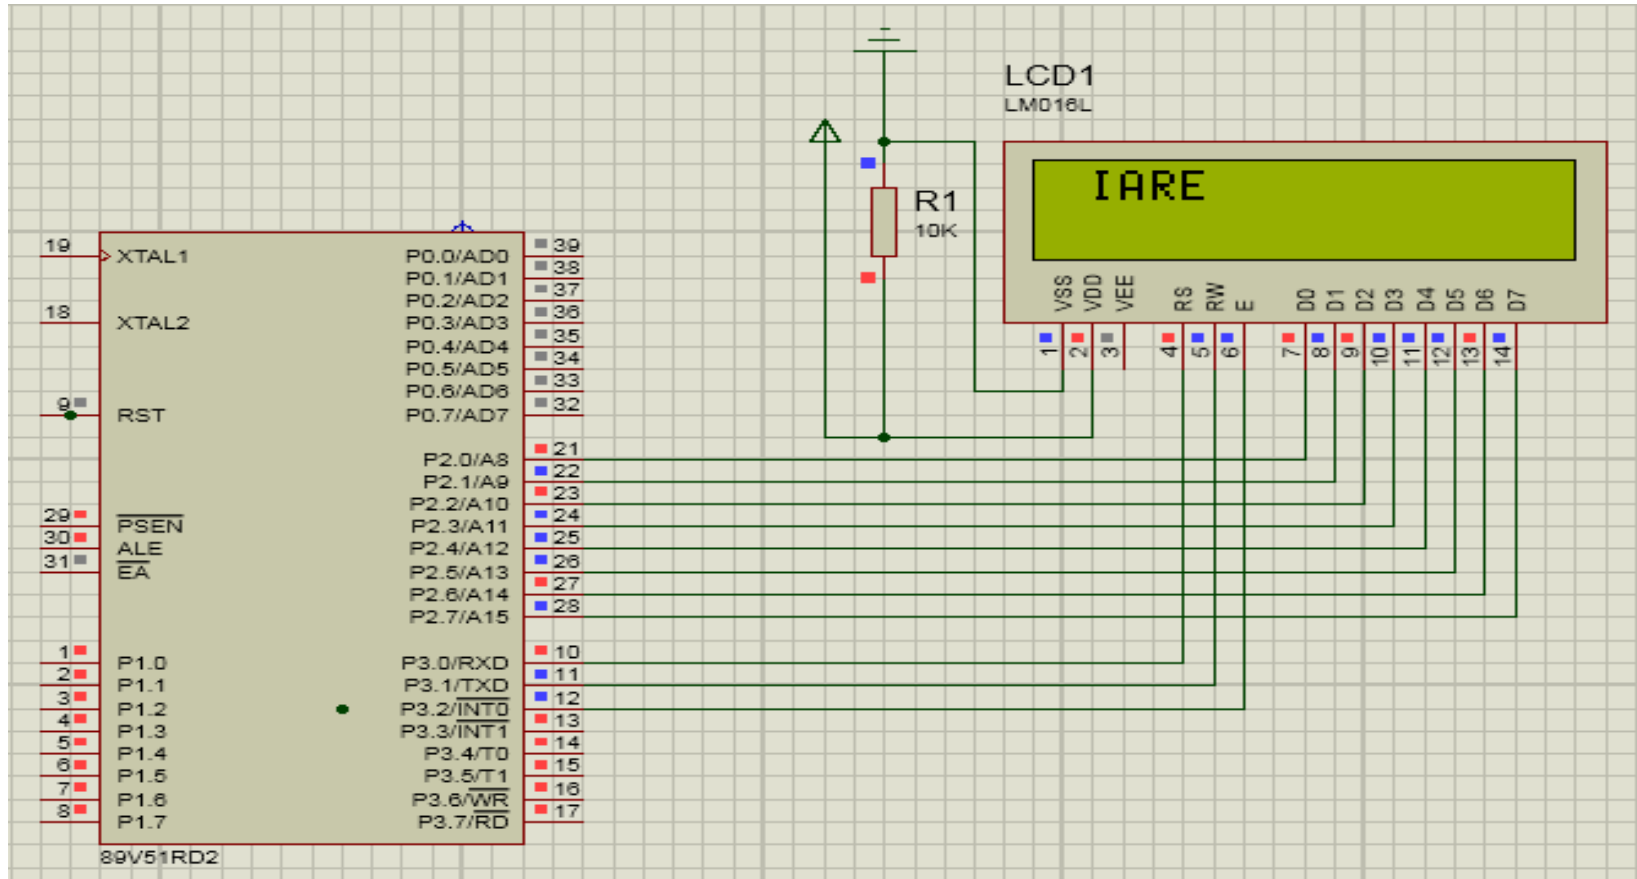 LCD1
LM016L
IARE
R1
10K
VSS VDD VEE RS RW E D0 D1 D2 D3 D4 D5 D6 D7
1 2 3 4 5 6 7 8 9 10 11 12 13 14
19 XTAL1
18 XTAL2
9 RST
29 PSEN
30 ALE
31 EA
1 P1.0
2 P1.1
3 P1.2
4 P1.3
5 P1.4
6 P1.5
7 P1.6
8 P1.7
P0.0/AD0 39
P0.1/AD1 38
P0.2/AD2 37
P0.3/AD3 36
P0.4/AD4 35
P0.5/AD5 34
P0.6/AD6 33
P0.7/AD7 32
P2.0/A8 21
P2.1/A9 22
P2.2/A10 23
P2.3/A11 24
P2.4/A12 25
P2.5/A13 26
P2.6/A14 27
P2.7/A15 28
P3.0/RXD 10
P3.1/TXD 11
P3.2/INT0 12
P3.3/INT1 13
P3.4/T0 14
P3.5/T1 15
P3.6/WR 16
P3.7/RD 17
89V51RD2